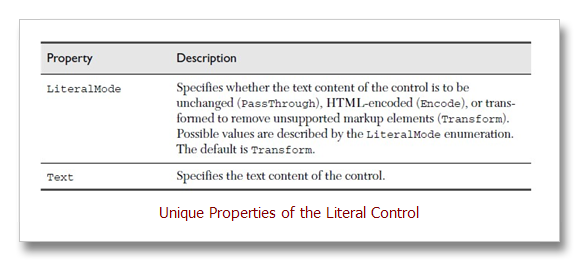 Property Description
LiteralMode Specifies whether the text content of the control is to be
unchanged (PassThrough), HTML-encoded (Encode), or trans-
formed to remove unsupported markup elements (Transform).
Possible values are described by the LiteralMode enumeration.
The default is Transform.
Text Specifies the text content of the control.
Unique Properties of the Literal Control